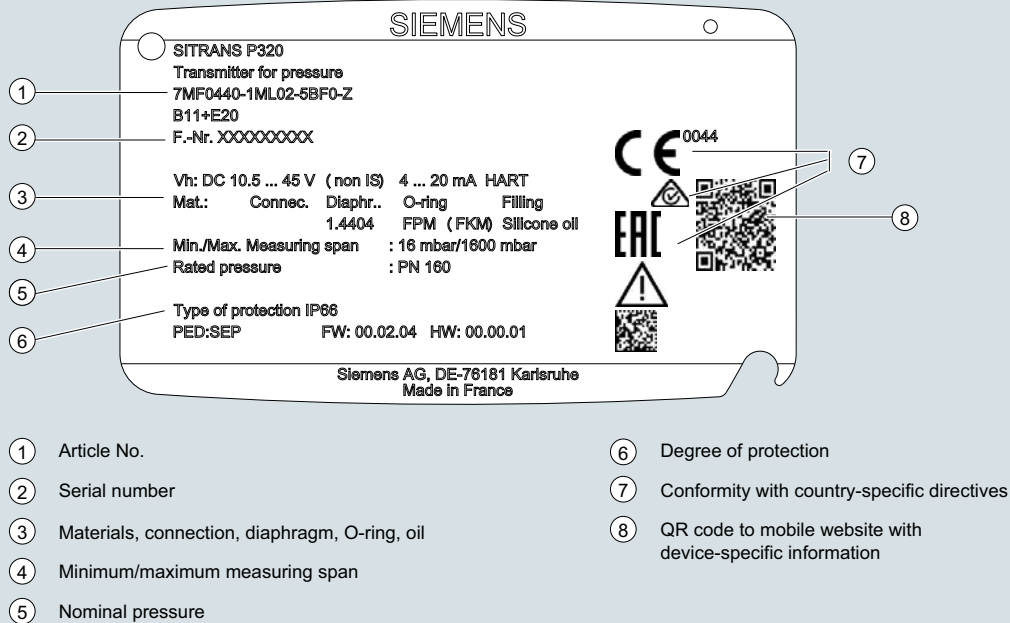 SIEMENS
SITRANS P320
Transmitter for pressure
1 7MF0440-1ML02-5BF0-Z
B11+E20
2 F.-Nr. XXXXXXXXX
0044
7
Vh: DC 10.5 ... 45 V ( non IS) 4 ... 20 mA HART
3 Mat.: Connec. Diaphr.. O-ring Filling
8
1.4404 FPM ( FKM) Silicone oil
EAC
4 Min./Max. Measuring span : 16 mbar/1600 mbar
5 Rated pressure : PN 160
6 Type of protection IP66
PED:SEP FW: 00.02.04 HW: 00.00.01
Siemens AG, DE-76181 Karlsruhe
Made in France
1 Article No.
2 Serial number
3 Materials, connection, diaphragm, O-ring, oil
4 Minimum/maximum measuring span
5 Nominal pressure
6 Degree of protection
7 Conformity with country-specific directives
8 QR code to mobile website with
device-specific information